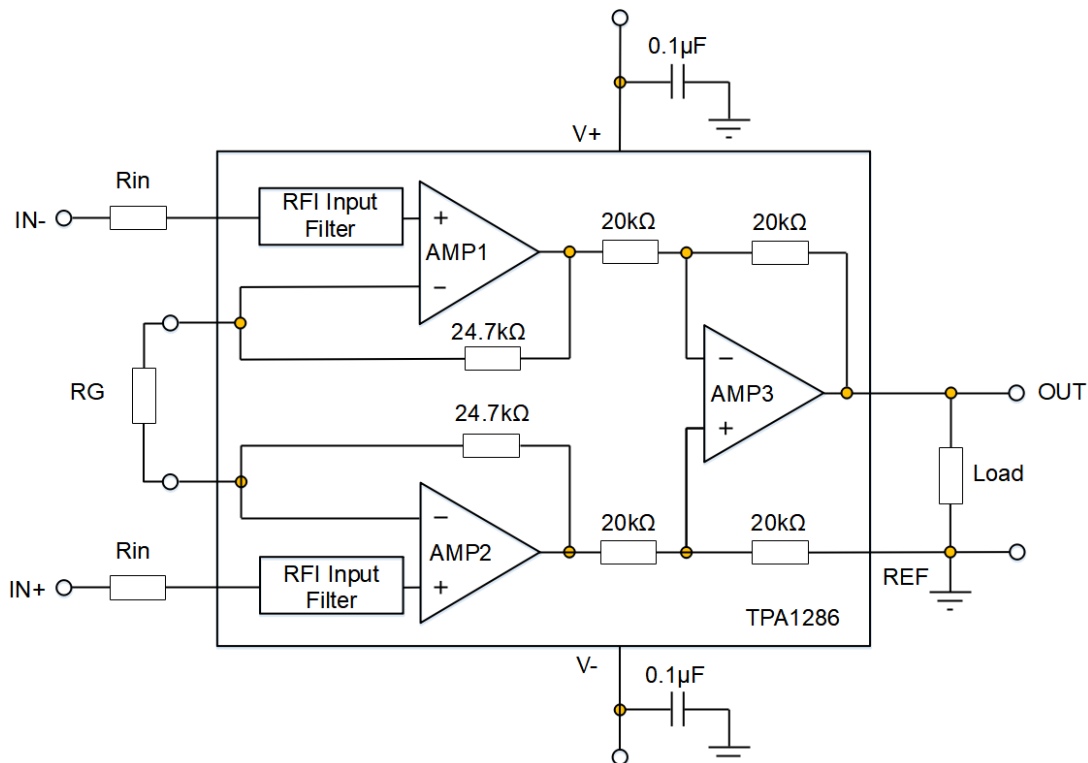 0.1µF
V+
Rin
IN-
RFI Input
Filter
+
AMP1
−
20kΩ
20kΩ
24.7kΩ
RG
−
AMP3
+
OUT
24.7kΩ
Load
−
AMP2
+
20kΩ
20kΩ
Rin
IN+
RFI Input
Filter
REF
TPA1286
V-
0.1µF